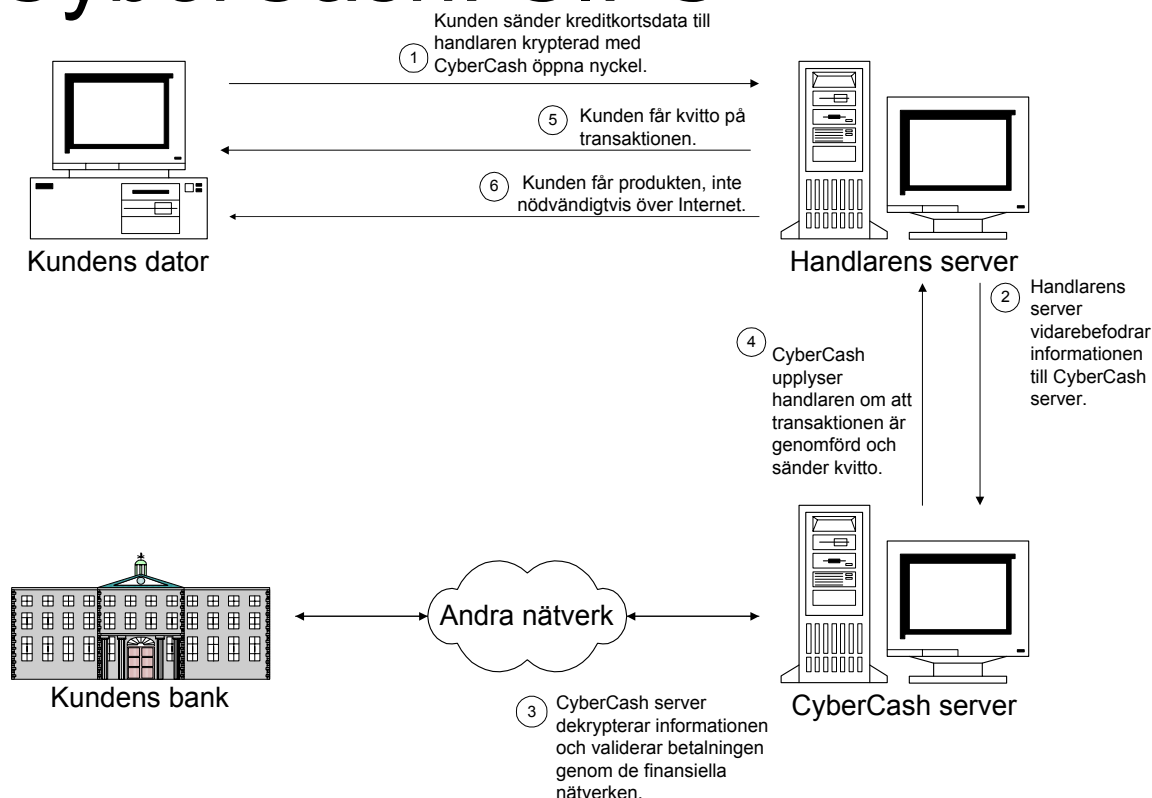 Kunden sänder kreditkortsdata till
handlaren krypterad med
CyberCash öppna nyckel.
1
5
Kunden får kvitto på
transaktionen.
6
Kunden får produkten, inte
nödvändigtvis över Internet.
Kundens dator
Handlarens server
2
Handlarens
server
vidarebefodrar
informationen
till CyberCash
server.
4
CyberCash
upplyser
handlaren om att
transaktionen är
genomförd och
sänder kvitto.
Andra nätverk
Kundens bank
CyberCash server
3
CyberCash server
dekrypterar informationen
och validerar betalningen
genom de finansiella
nätverken.